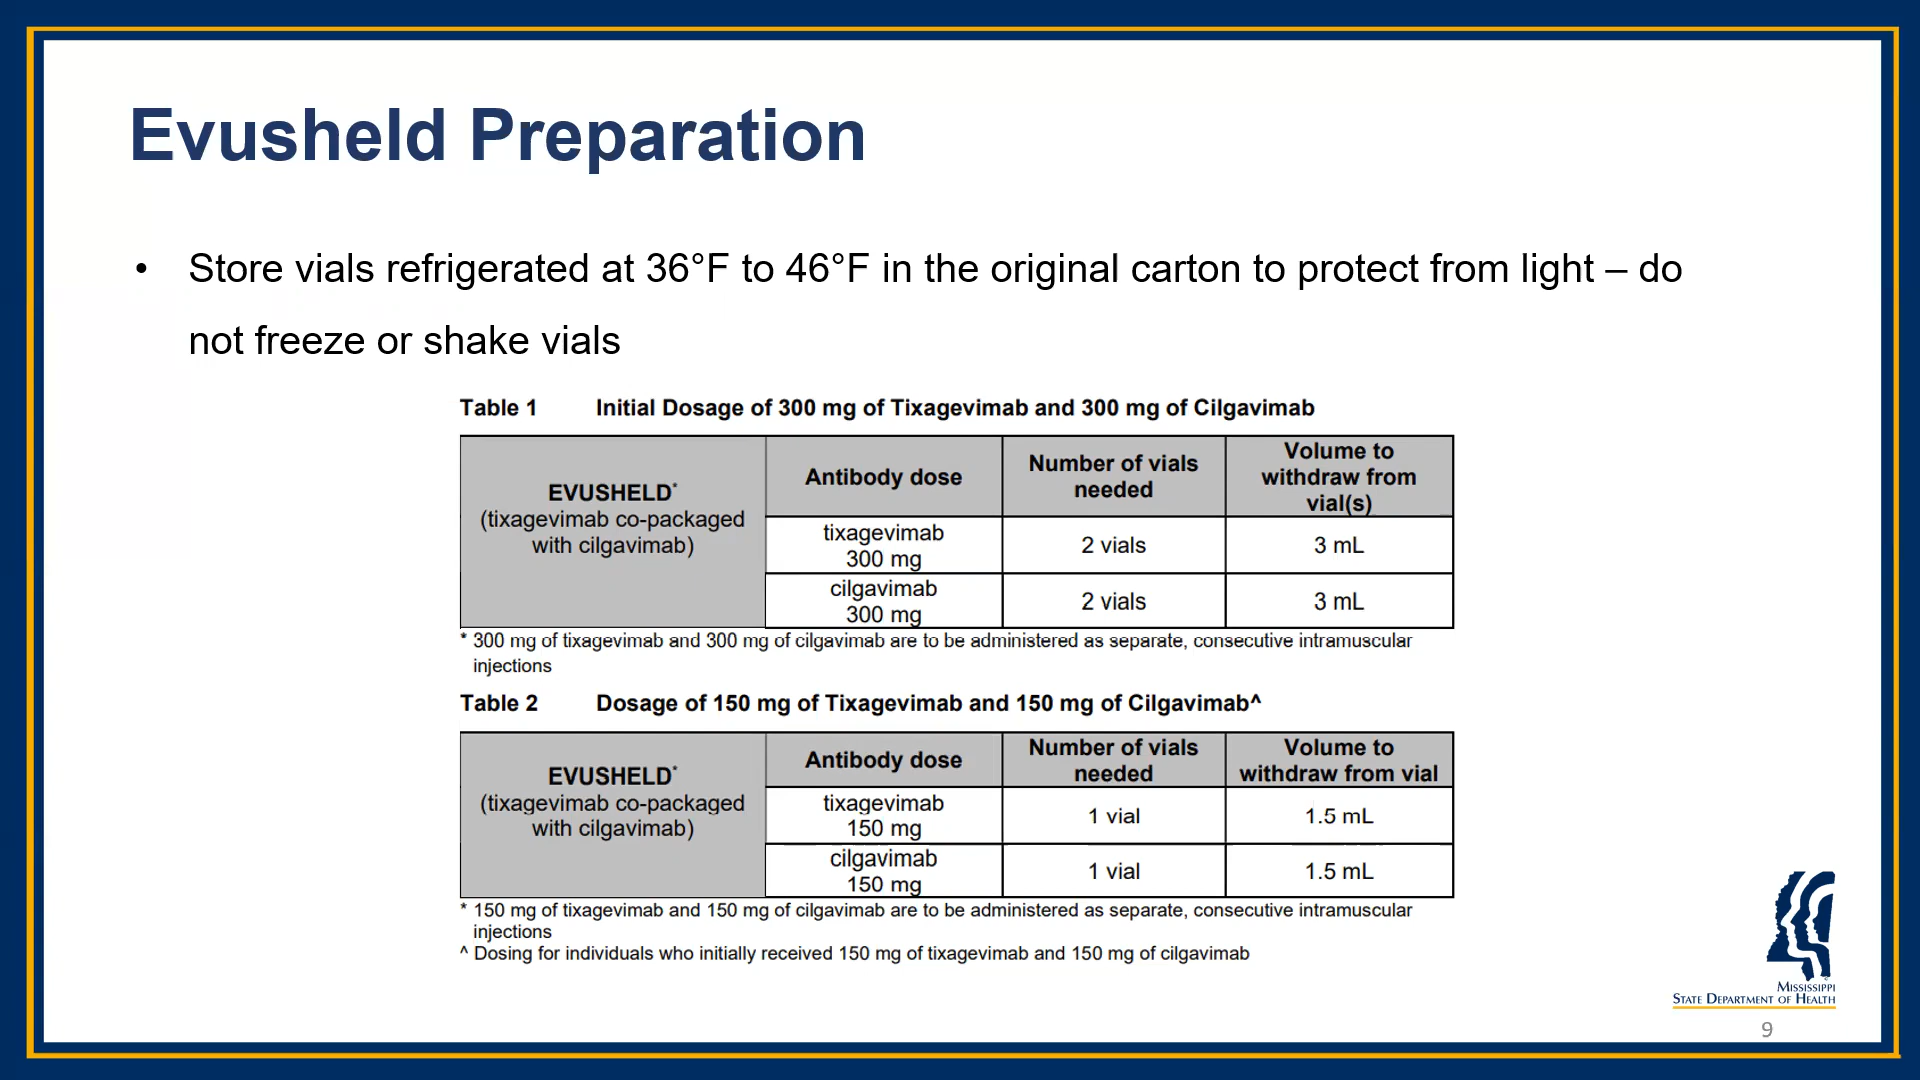 Evusheld Preparation
• Store vials refrigerated at 36°F to 46°F in the original carton to protect from light – do
not freeze or shake vials
Table 1 Initial Dosage of 300 mg of Tixagevimab and 300 mg of Cilgavimab
EVUSHELD*
(tixagevimab co-packaged
with cilgavimab)
Antibody dose
Number of vials
needed
Volume to
withdraw from
vial(s)
tixagevimab
300 mg
2 vials
3 mL
cilgavimab
300 mg
2 vials
3 mL
* 300 mg of tixagevimab and 300 mg of cilgavimab are to be administered as separate, consecutive intramuscular
injections
Table 2 Dosage of 150 mg of Tixagevimab and 150 mg of Cilgavimab^
EVUSHELD*
(tixagevimab co-packaged
with cilgavimab)
Antibody dose
Number of vials
needed
Volume to
withdraw from vial
tixagevimab
150 mg
1 vial
1.5 mL
cilgavimab
150 mg
1 vial
1.5 mL
* 150 mg of tixagevimab and 150 mg of cilgavimab are to be administered as separate, consecutive intramuscular
injections
^ Dosing for individuals who initially received 150 mg of tixagevimab and 150 mg of cilgavimab
MISSISSIPPI
STATE DEPARTMENT OF HEALTH
9